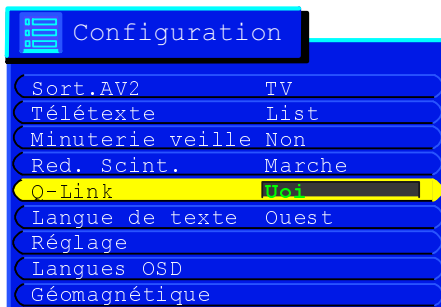 Configuration
Sort.AV2 TV
Télétexte List
Minuterie veille Non
Red. Scint. Marche
Q-Link Uoi
Langue de texte Ouest
Réglage
Langues OSD
Géomagnétique